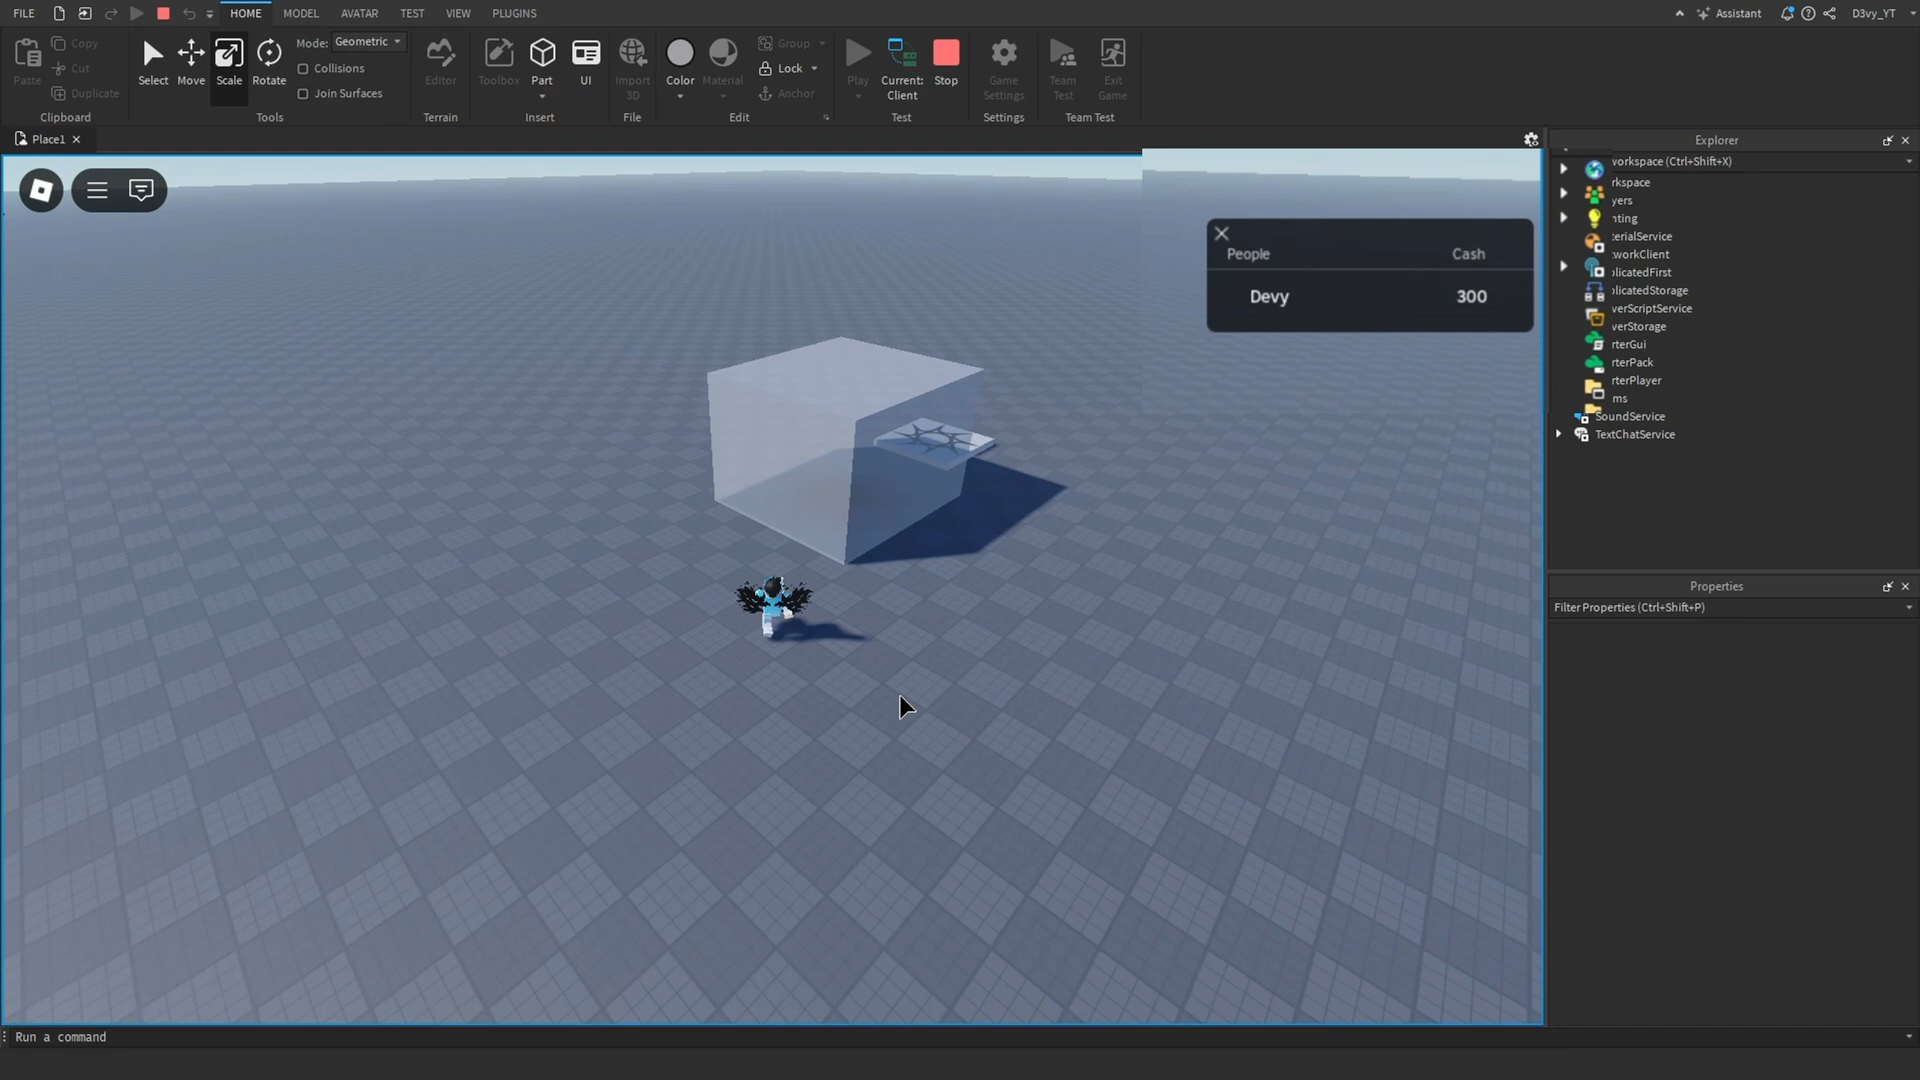 FILE HOME MODEL AVATAR TEST VIEW PLUGINS Assistant D3vy_YT
Paste Copy Cut Duplicate
Clipboard
Select Move Scale Rotate
Mode: Geometric
Collisions
Join Surfaces
Tools
Editor
Terrain
Toolbox Part UI
Insert
Import 3D
File
Color Material Group Lock Anchor
Edit
Play Current: Client Stop
Test
Game Settings
Settings
Team Test Exit Game
Team Test
Place1
People Cash
Devy 300
Explorer
workspace (Ctrl+Shift+X)
rkspace
yers
nting
terialService
tworkClient
plicatedFirst
plicatedStorage
verScriptService
verStorage
rterGui
rterPack
rterPlayer
ms
SoundService
TextChatService
Properties
Filter Properties (Ctrl+Shift+P)
Run a command